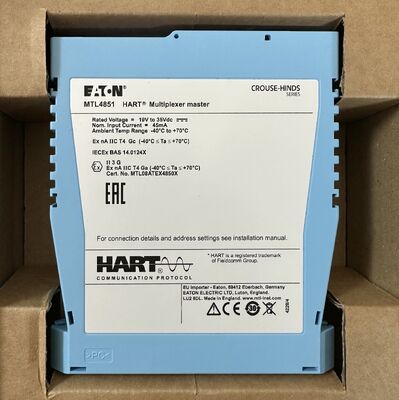 EATON
CROUSE-HINDS
SERIES
MTL4851 HART® Multiplexer master
Rated Voltage = 19V to 35Vdc
Nom. Input Current = 45mA
Ambient Temp Range -40°C to +70°C
Ex nA IIC T4 Gc (-40°C ≤ Ta ≤ +70°C)
IECEx BAS 14.0124X
II 3 G
Ex nA IIC T4 Ga (-40°C ≤ Ta ≤ +70°C)
Cert. No. MTL08ATEX4850X
EAC
For connection details and address settings see installation manual.
HART®
COMMUNICATION PROTOCOL
* HART is a registered trademark
of Fieldcomm Group.
EU Importer - Eaton, 69412 Eberbach, Germany
EATON ELECTRIC LTD, Luton, England.
LU2 8DL. Made in England. www.mtl-inst.com
CE
>PC<